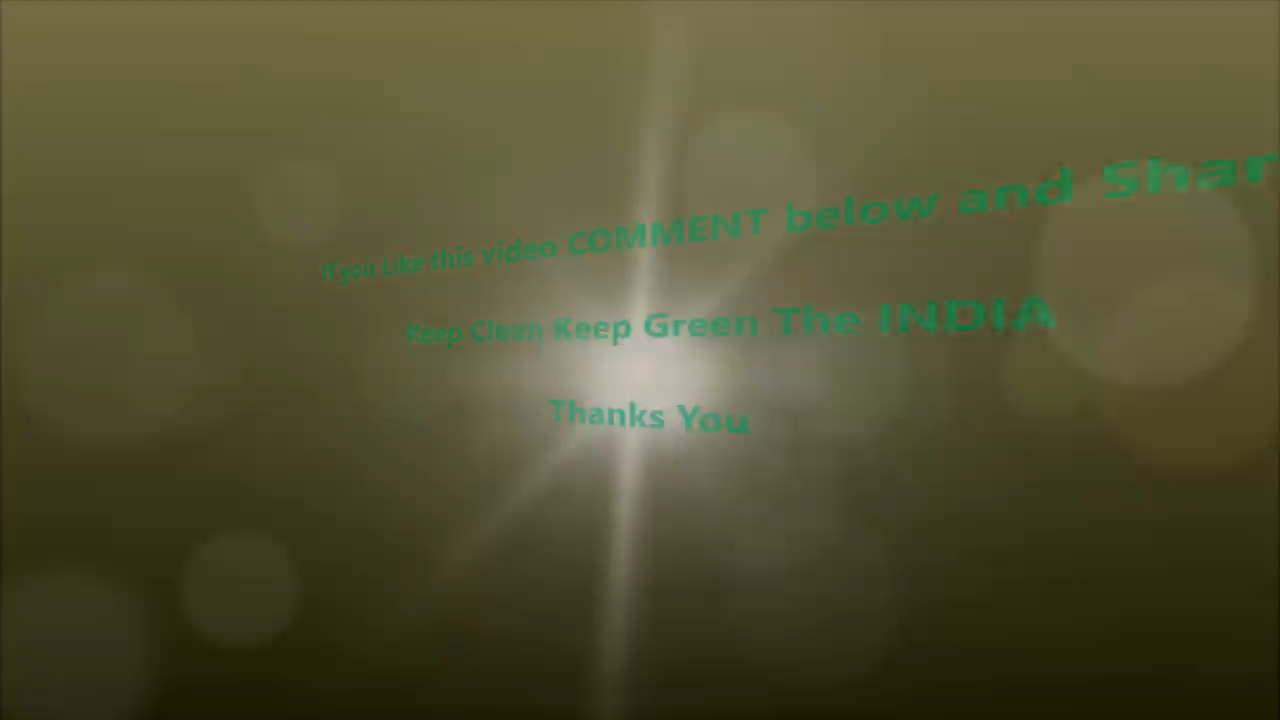 If you Like this video COMMENT below and Shar
Keep Clean Keep Green The INDIA
Thanks You